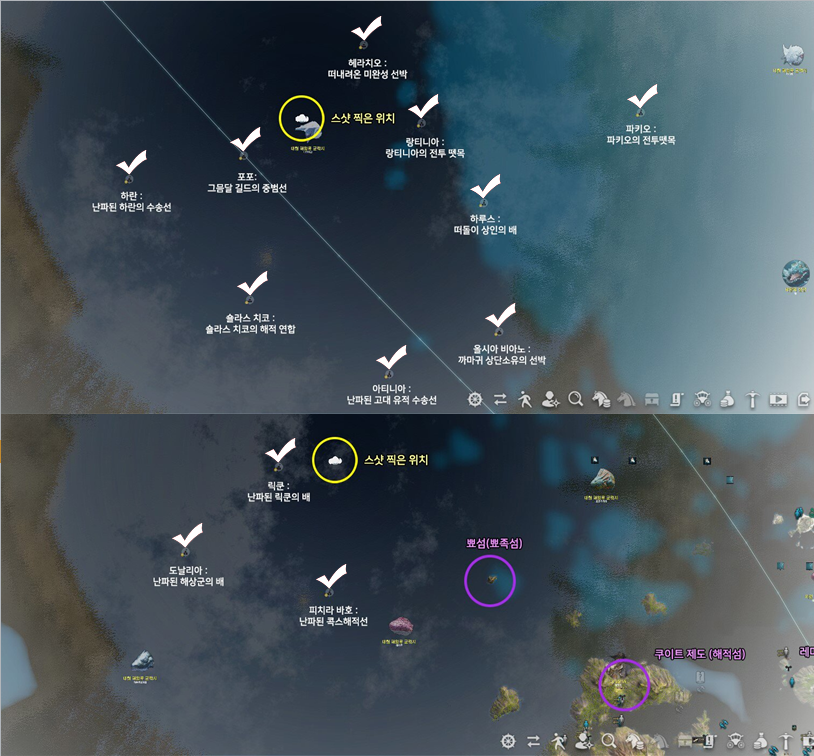 헤라치오 :
떠내려온 미완성 선박
스샷 찍은 위치
랑티니아 :
랑티니아의 전투 뗏목
파키오 :
파키오의 전투뗏목
포포:
그믐달 길드의 중범선
하란 :
난파된 하란의 수송선
하루스 :
떠돌이 상인의 배
숄라스 치코 :
숄라스 치코의 해적 연합
올시아 비아노 :
까마귀 상단소유의 선박
아티니아 :
난파된 고대 유적 수송선
릭쿤 :
난파된 릭쿤의 배
스샷 찍은 위치
도날리아 :
난파된 해상군의 배
뾰섬(뾰족섬)
피치라 바호 :
난파된 콕스해적선
쿠이트 제도 (해적섬)